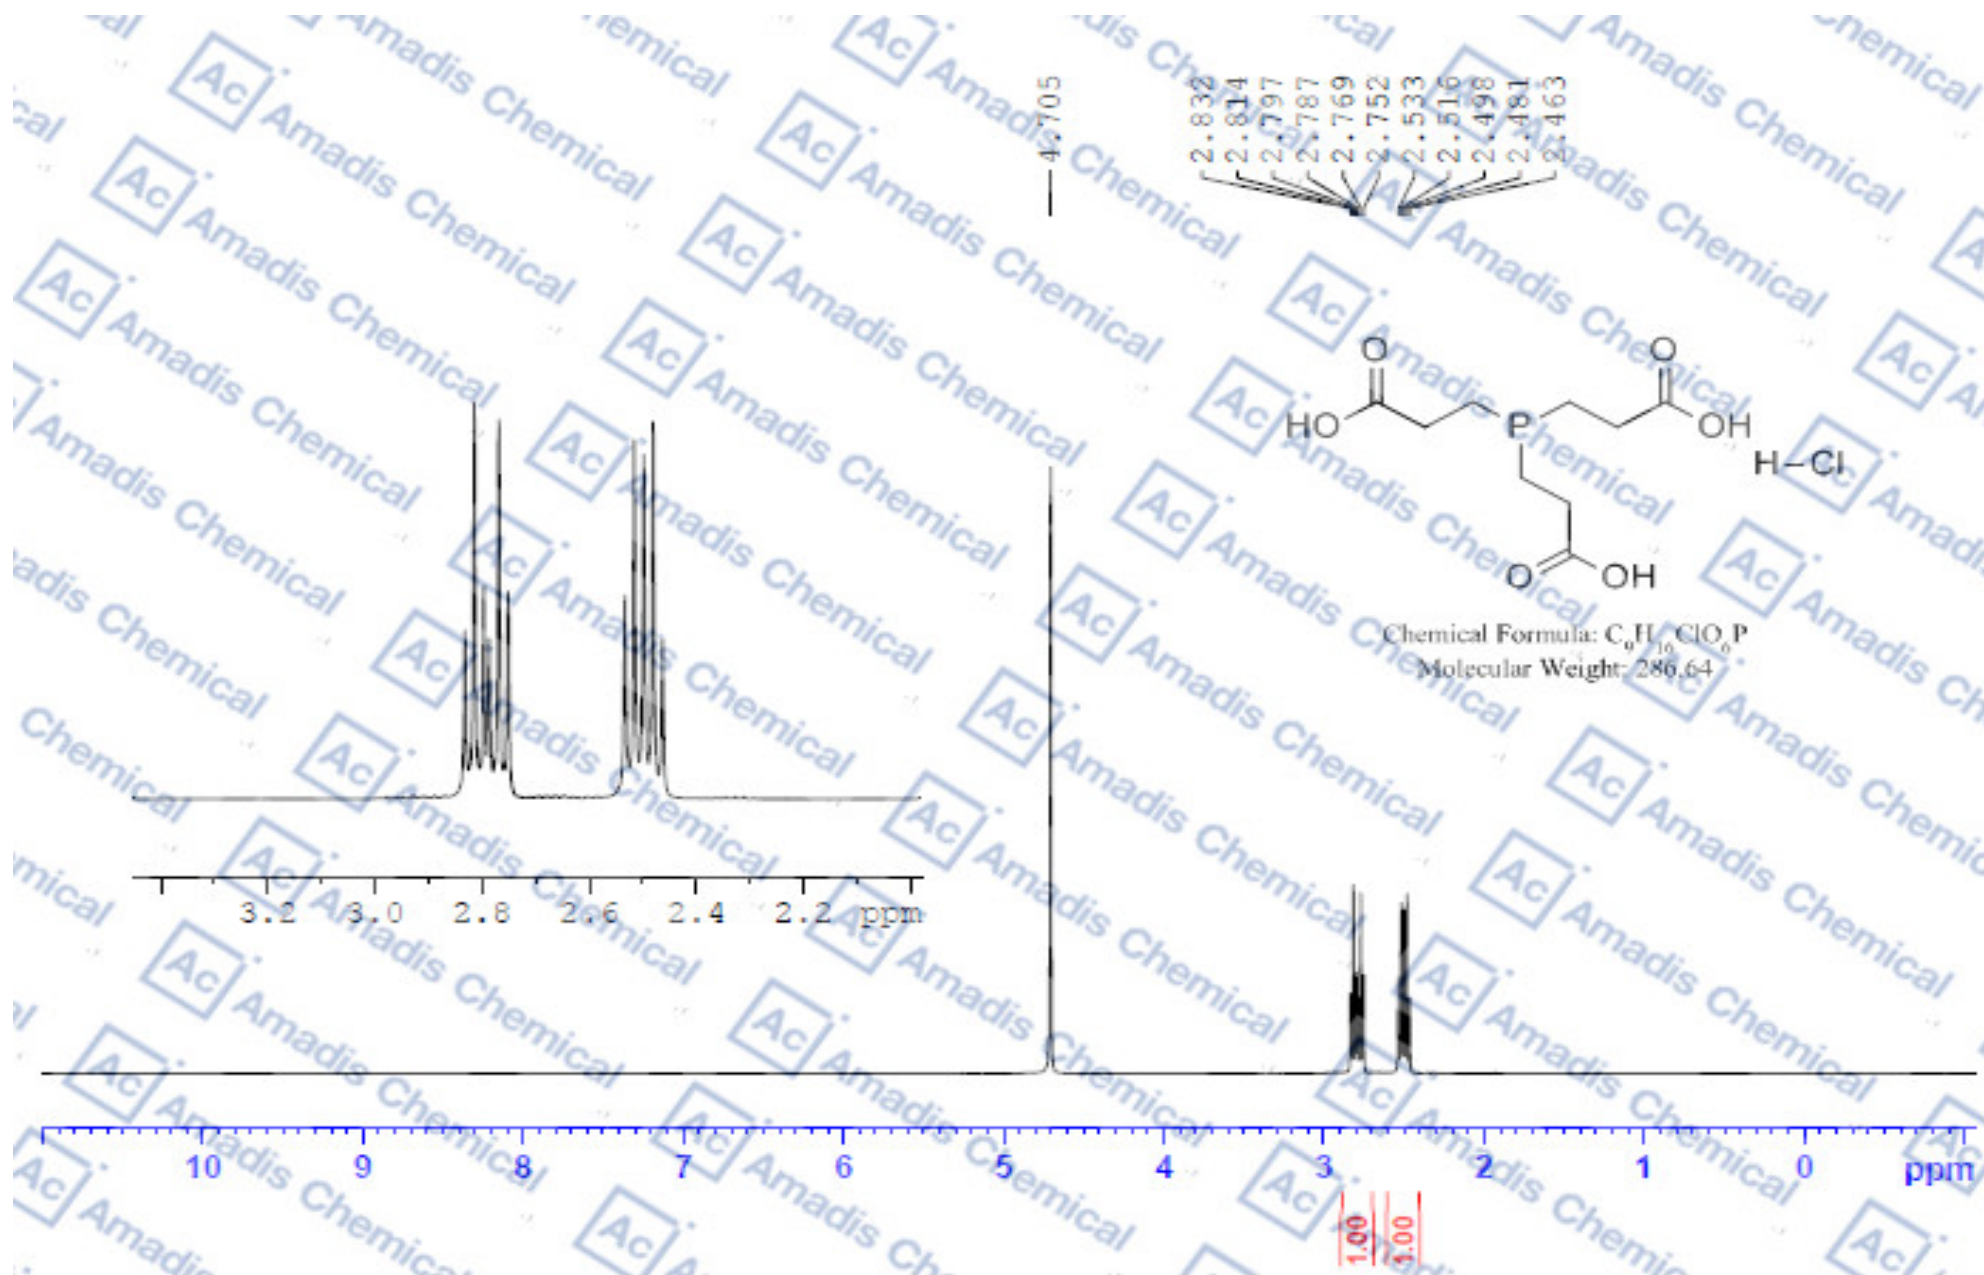 4.705
2.832
2.814
2.797
2.787
2.769
2.752
2.533
2.516
2.498
2.481
2.463
O
O
HO
P
OH
H-Cl
O
OH
Chemical Formula: C9H16ClO6P
Molecular Weight: 286.64
3.2 3.0 2.8 2.6 2.4 2.2 ppm
10 9 8 7 6 5 4 3 2 1 0 ppm
1.00
1.00
Ac Amadis Chemical